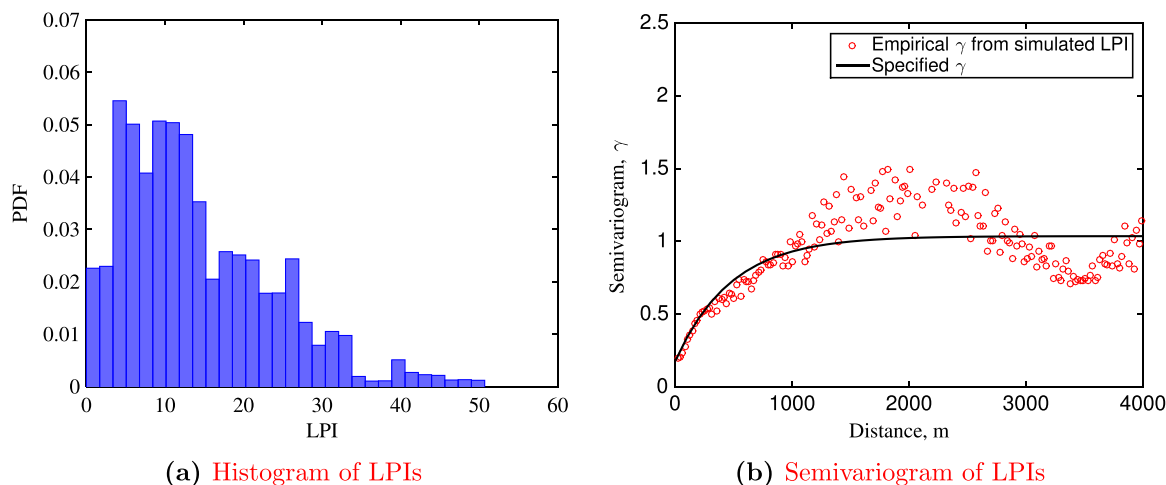 0.07
0.06
0.05
0.04
0.03
0.02
0.01
0
PDF
0 10 20 30 40 50 60
LPI
(a) Histogram of LPIs
2.5
2
1.5
1
0.5
0
Semivariogram, γ
Empirical γ from simulated LPI
Specified γ
0 1000 2000 3000 4000
Distance, m
(b) Semivariogram of LPIs